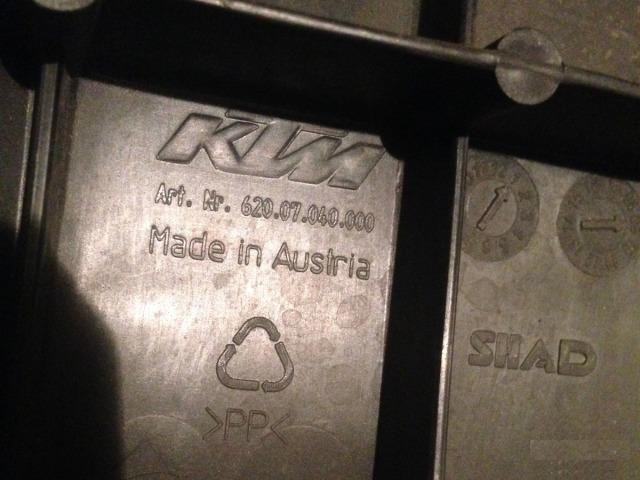 KTM
Art. Nr. 620.07.040.000
Made in Austria
>PP<
SHAD